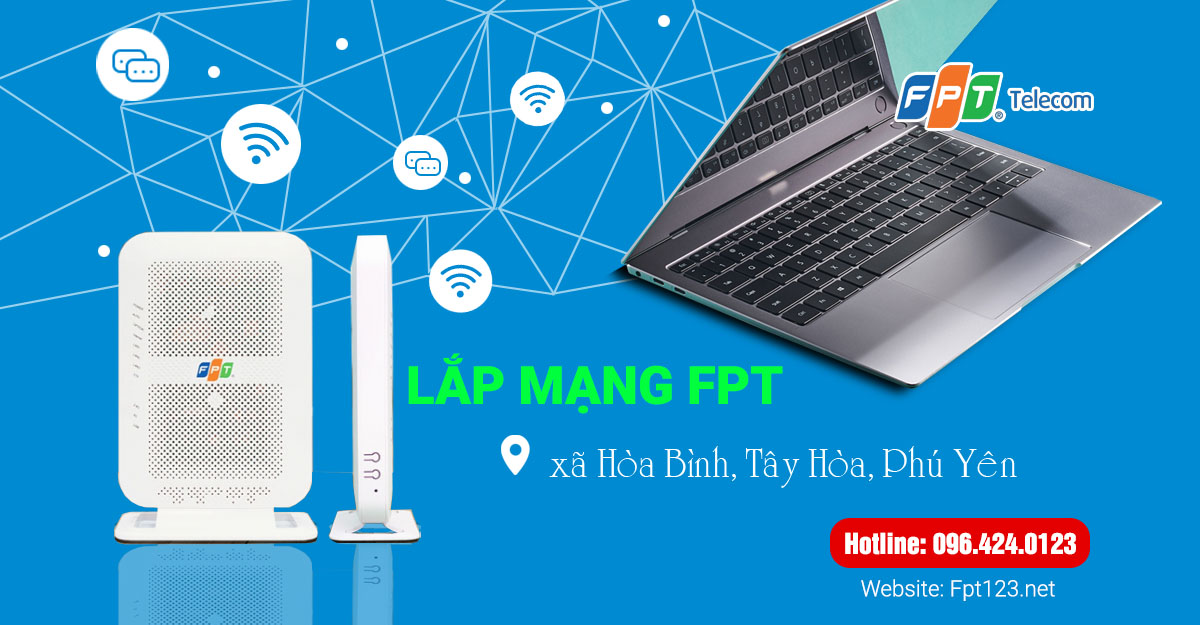 FPT® Telecom
FPT
LẮP MẠNG FPT
xã Hòa Bình, Tây Hòa, Phú Yên
Hotline: 096.424.0123
Website: Fpt123.net